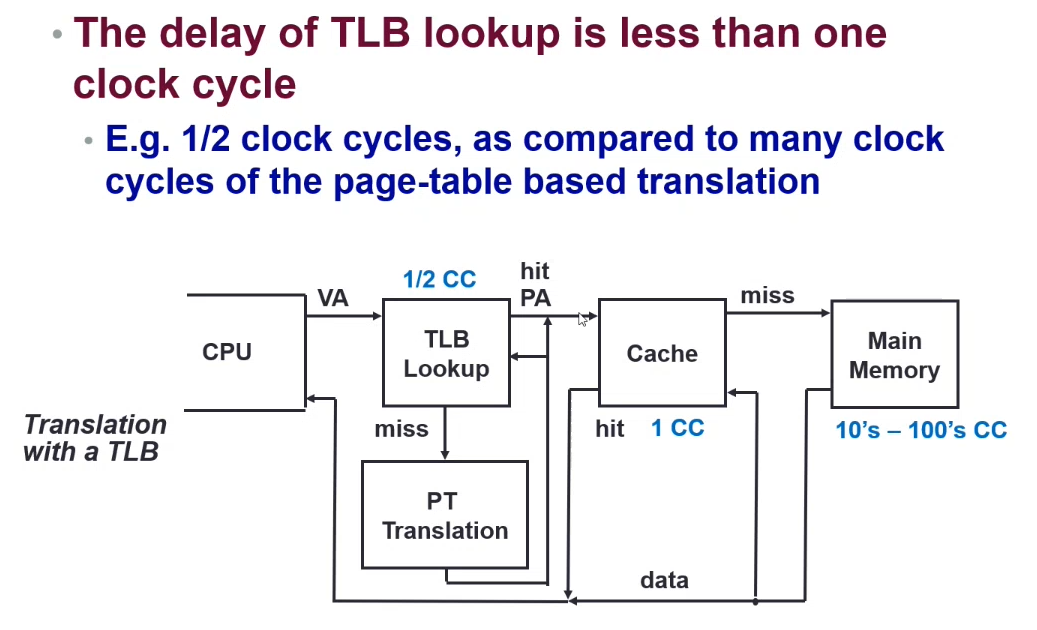 • The delay of TLB lookup is less than one
clock cycle
• E.g. 1/2 clock cycles, as compared to many clock
cycles of the page-table based translation
1/2 CC
hit
VA
PA
miss
CPU
TLB
Lookup
Cache
Main
Memory
Translation
with a TLB
miss
hit
1 CC
10's – 100's CC
PT
Translation
data